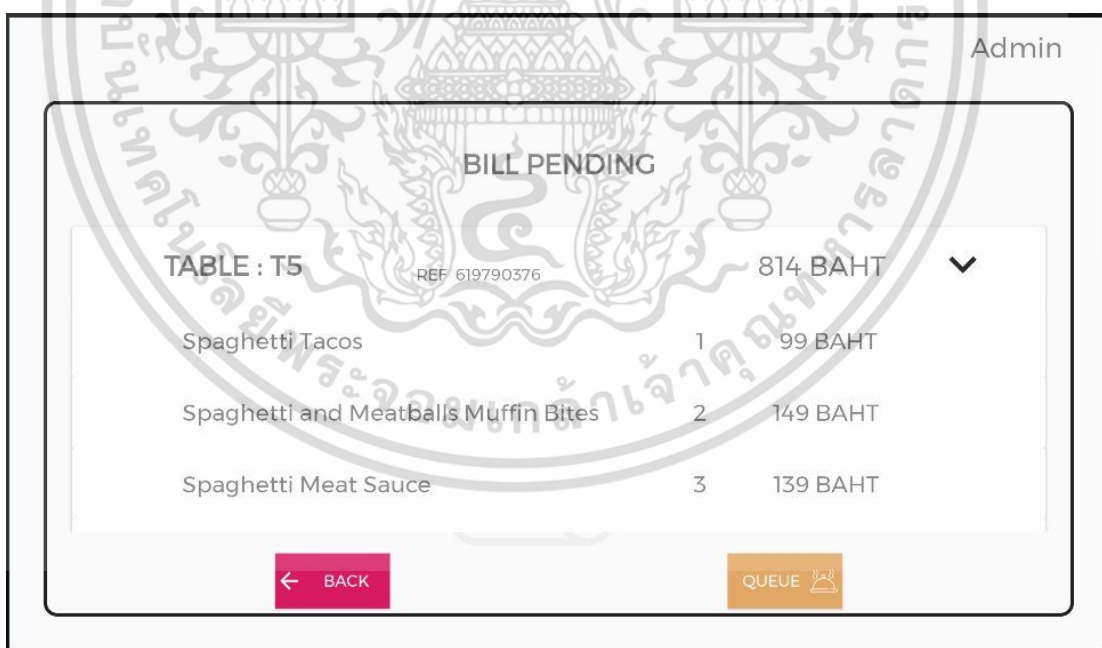 Admin
BILL PENDING
TABLE : T5 REF 619790376 814 BAHT
Spaghetti Tacos 1 99 BAHT
Spaghetti and Meatballs Muffin Bites 2 149 BAHT
Spaghetti Meat Sauce 3 139 BAHT
← BACK
QUEUE